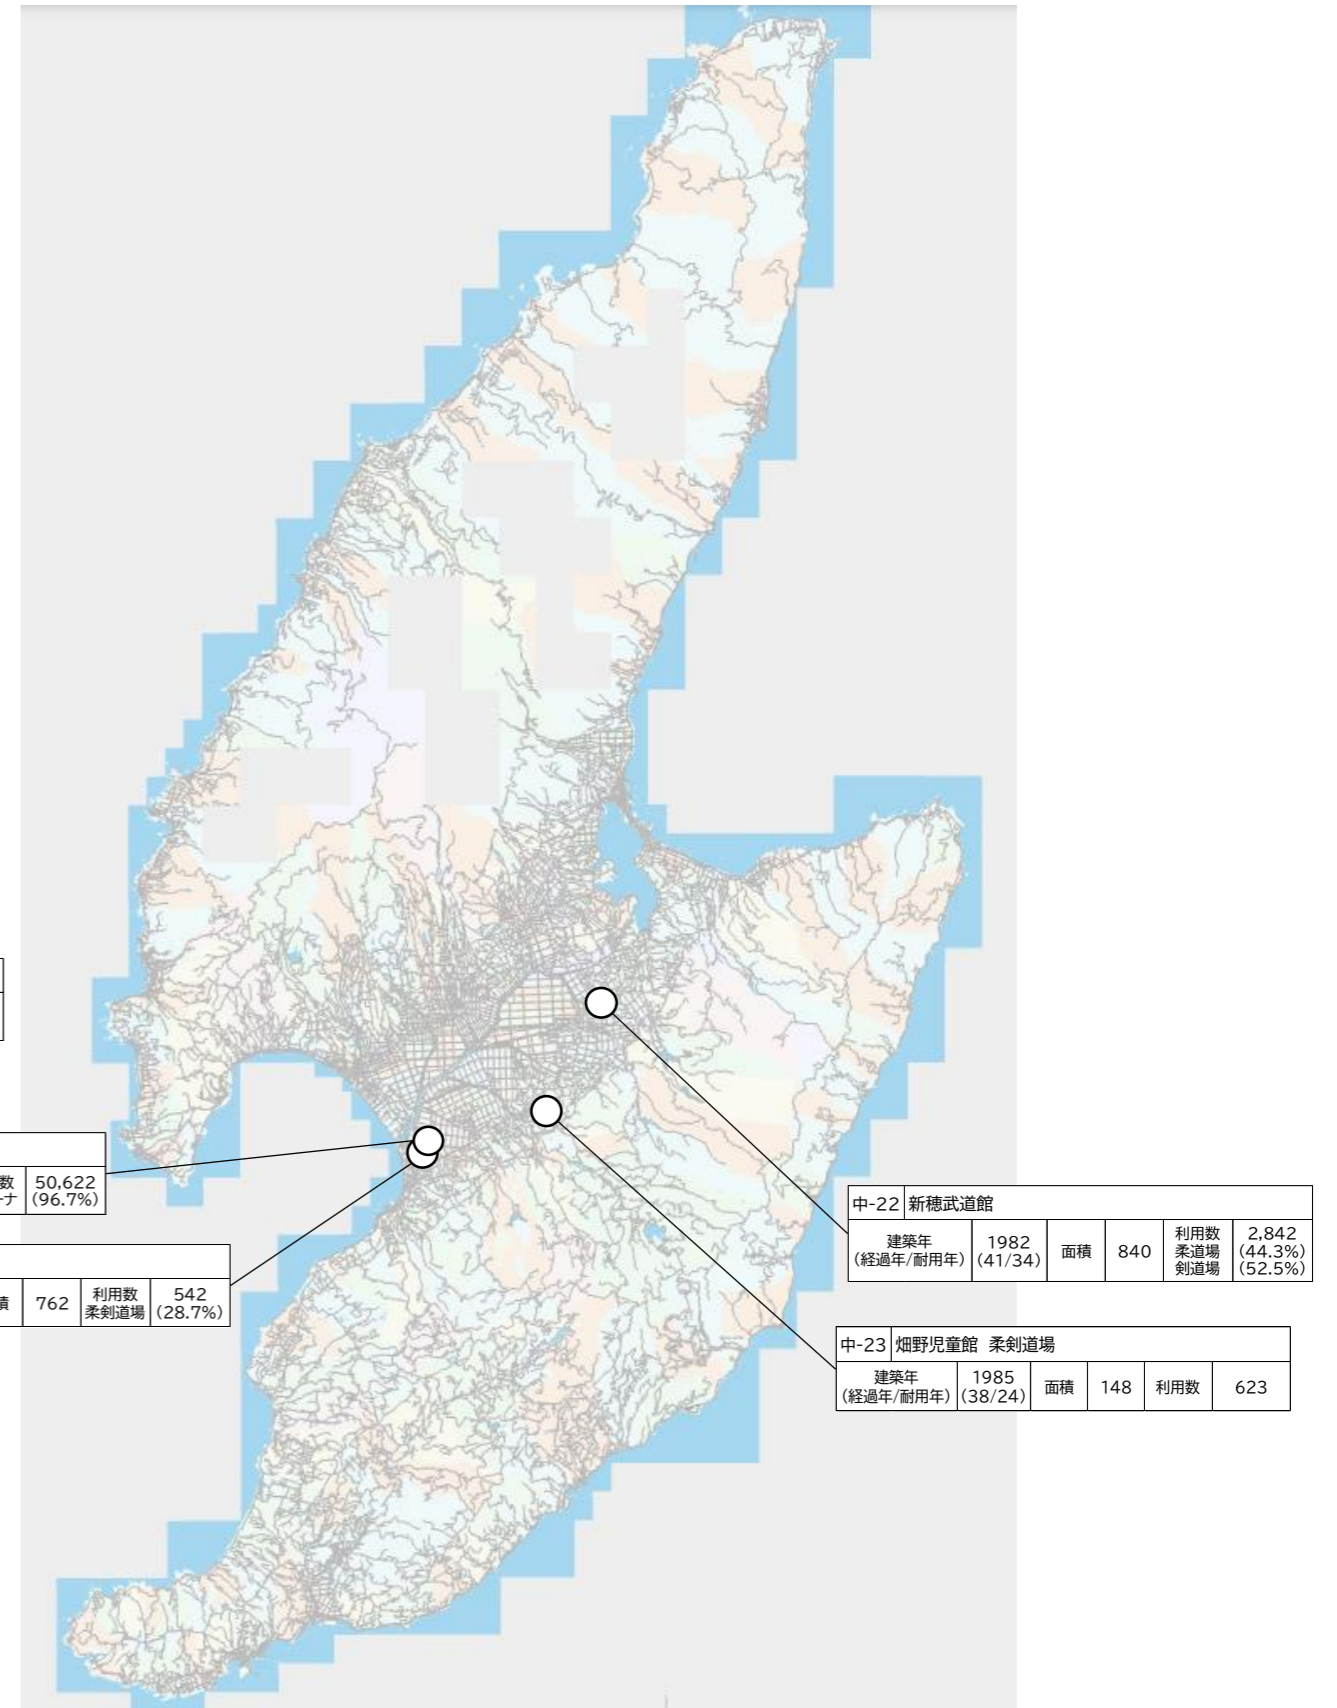 数 50,622
ーナ (96.7%)
積 762 利用数 542
柔剣道場 (28.7%)
中-22 新穂武道館
建築年 1982 面積 840 利用数 2,842
(経過年/耐用年) (41/34) 柔道場 (44.3%)
剣道場 (52.5%)
中-23 畑野児童館 柔剣道場
建築年 1985 面積 148 利用数 623
(経過年/耐用年) (38/24)